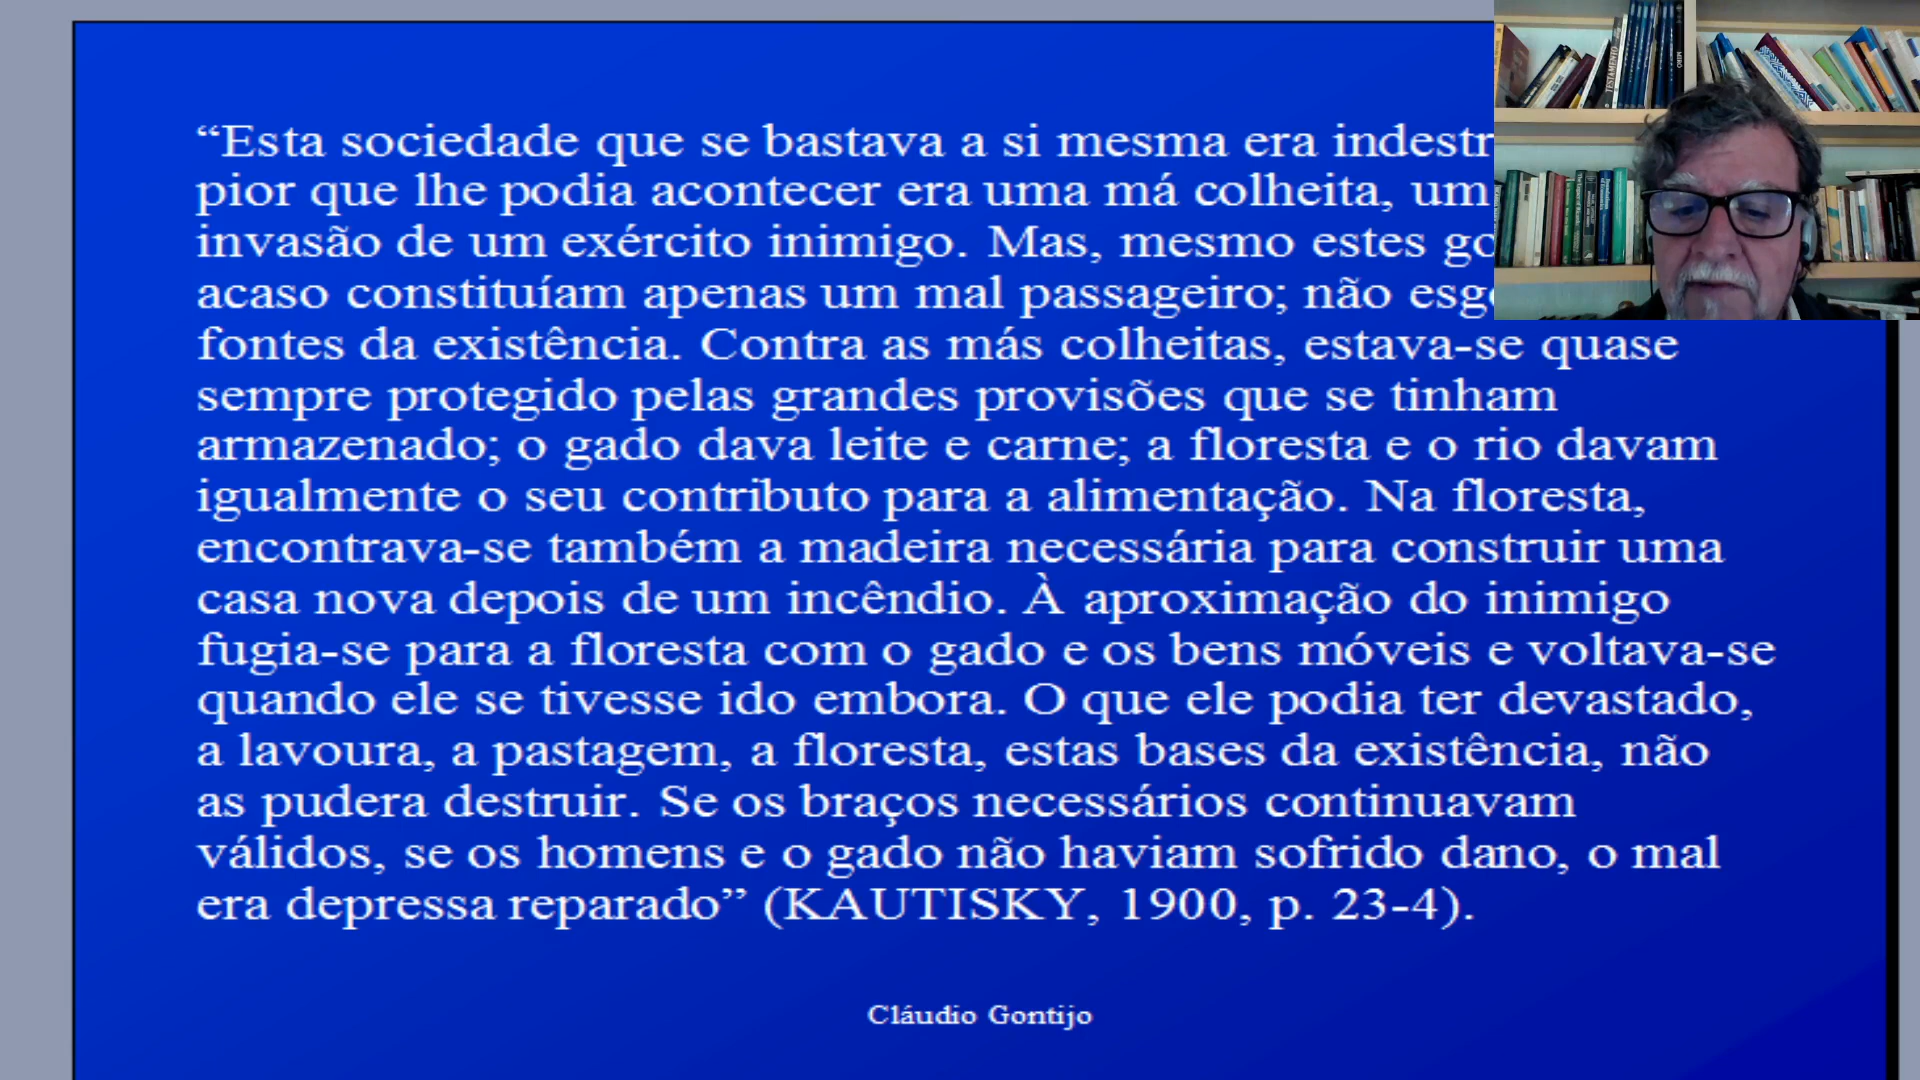 “Esta sociedade que se bastava a si mesma era
pior que lhe podia acontecer era uma má colheita,
invasão de um exército inimigo. Mas, mesmo estes
acaso constituíam apenas um mal passageiro; não
fontes da existência. Contra as más colheitas, estava-se quase
sempre protegido pelas grandes provisões que se tinham
armazenado; o gado dava leite e carne; a floresta e o rio davam
igualmente o seu contributo para a alimentação. Na floresta,
encontrava-se também a madeira necessária para construir uma
casa nova depois de um incêndio. À aproximação do inimigo
fugia-se para a floresta com o gado e os bens móveis e voltava-se
quando ele se tivesse ido embora. O que ele podia ter devastado,
a lavoura, a pastagem, a floresta, estas bases da existência, não
as pudera destruir. Se os braços necessários continuavam
válidos, se os homens e o gado não haviam sofrido dano, o mal
era depressa reparado” (KAUTISKY, 1900, p. 23-4).
Cláudio Gontijo